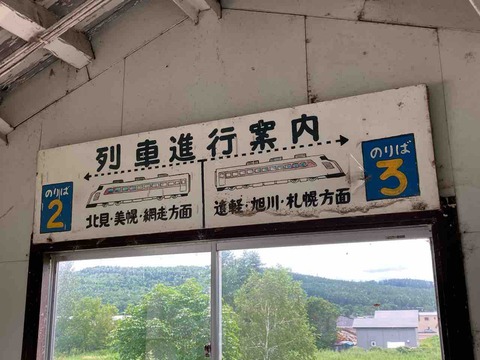 列車進行案内
のりば
2
北見・美幌・網走方面
遠軽・旭川・札幌方面
のりば
3